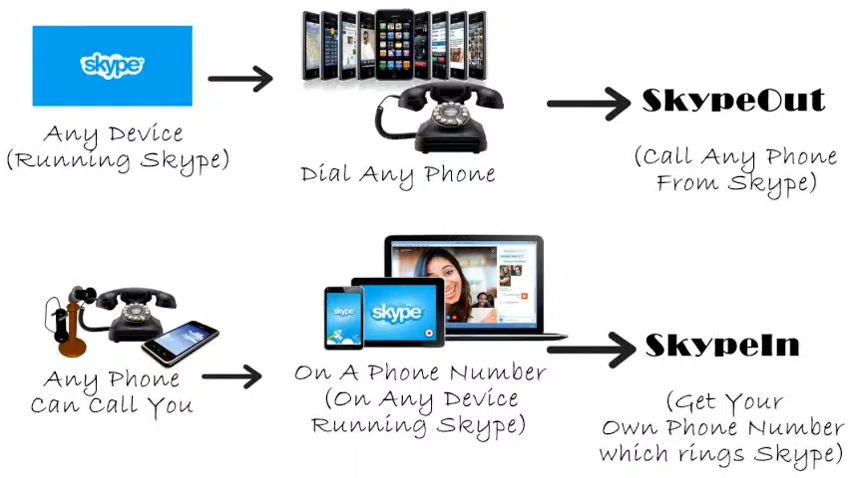 skype
Any Device
(Running Skype)
Dial Any Phone
SkypeOut
(Call Any Phone
From Skype)
Any Phone
Can Call You
skype
skype
On A Phone Number
(On Any Device
Running Skype)
SkypeIn
(Get Your
Own Phone Number
which rings Skype)